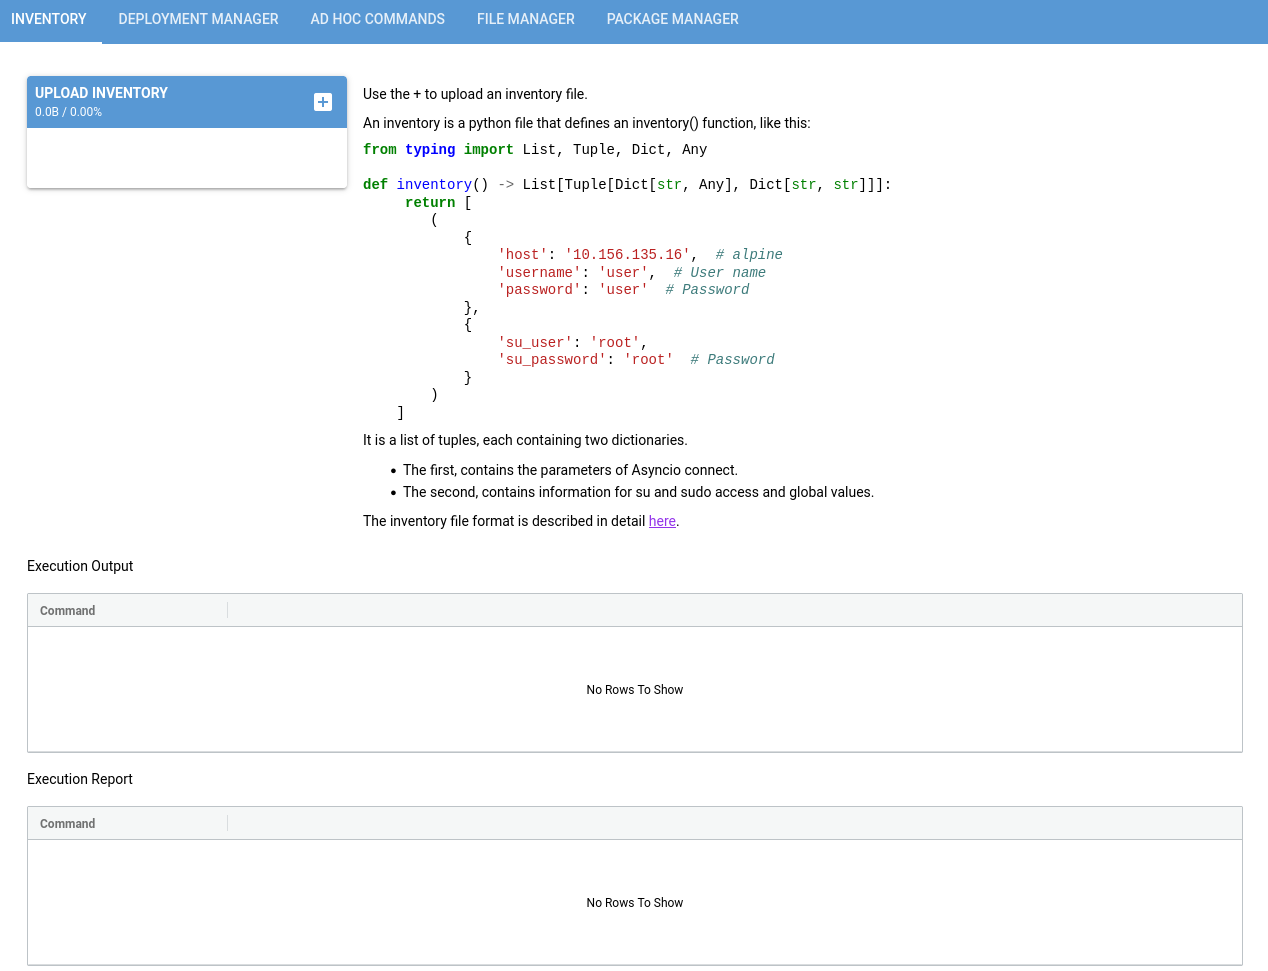 INVENTORY DEPLOYMENT MANAGER AD HOC COMMANDS FILE MANAGER PACKAGE MANAGER
UPLOAD INVENTORY
0.0B / 0.00%
Use the + to upload an inventory file.
An inventory is a python file that defines an inventory() function, like this:
from typing import List, Tuple, Dict, Any
def inventory() -> List[Tuple[Dict[str, Any], Dict[str, str]]]:
     return [
        (
            {
                'host': '10.156.135.16',  # alpine
                'username': 'user',  # User name
                'password': 'user'  # Password
            },
            {
                'su_user': 'root',
                'su_password': 'root'  # Password
            }
        )
    ]
It is a list of tuples, each containing two dictionaries.
• The first, contains the parameters of Asyncio connect.
• The second, contains information for su and sudo access and global values.
The inventory file format is described in detail here.
Execution Output
Command
No Rows To Show
Execution Report
Command
No Rows To Show